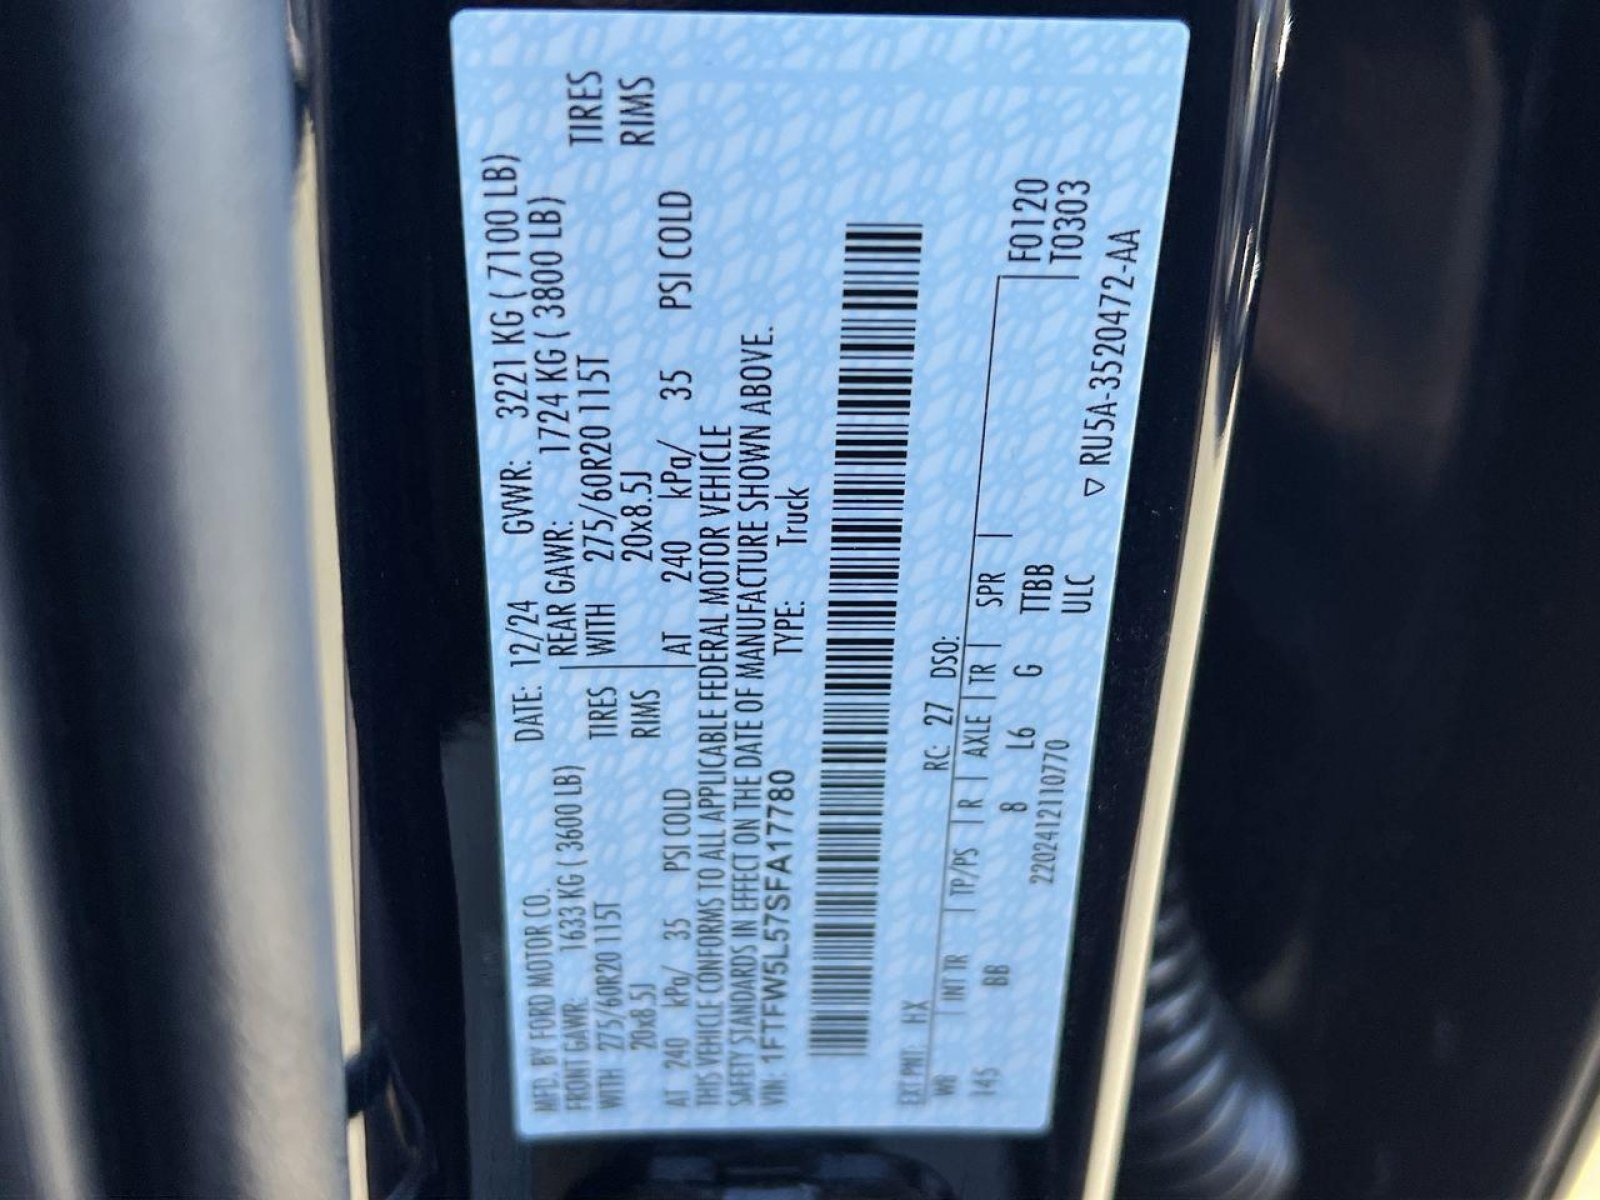 MFD. BY FORD MOTOR CO. DATE: 12/24 GVWR: 3221 KG ( 7100 LB)
FRONT GAWR: 1633 KG ( 3600 LB) REAR GAWR: 1724 KG ( 3800 LB)
WITH 275/60R20 115T TIRES WITH 275/60R20 115T TIRES
20x8.5J RIMS 20x8.5J RIMS
AT 240 kPa/ 35 PSI COLD AT 240 kPa/ 35 PSI COLD
THIS VEHICLE CONFORMS TO ALL APPLICABLE FEDERAL MOTOR VEHICLE
SAFETY STANDARDS IN EFFECT ON THE DATE OF MANUFACTURE SHOWN ABOVE.
VIN: 1FTFW5L57SFA17780 TYPE: Truck
EXT PNT: HX RC: 27 DSO:
WB INT TR TP/PS R AXLE TR SPR F0120
145 BB 8 L6 G TTBB T0303
2202412110770 ULC
▽ RU5A-3520472-AA